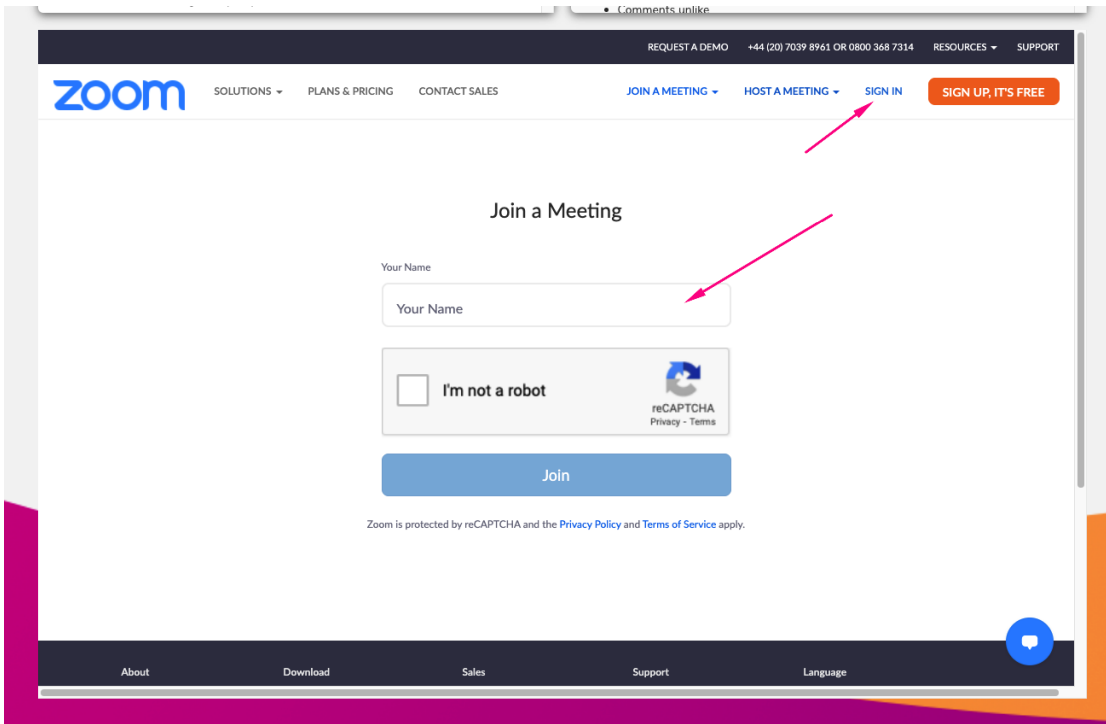 Comments unlike
REQUEST A DEMO +44 (20) 7039 8961 OR 0800 368 7314 RESOURCES SUPPORT
zoom SOLUTIONS PLANS & PRICING CONTACT SALES JOIN A MEETING HOST A MEETING SIGN IN SIGN UP, IT'S FREE
Join a Meeting
Your Name
Your Name
I'm not a robot
reCAPTCHA
Privacy - Terms
Join
Zoom is protected by reCAPTCHA and the Privacy Policy and Terms of Service apply.
About Download Sales Support Language